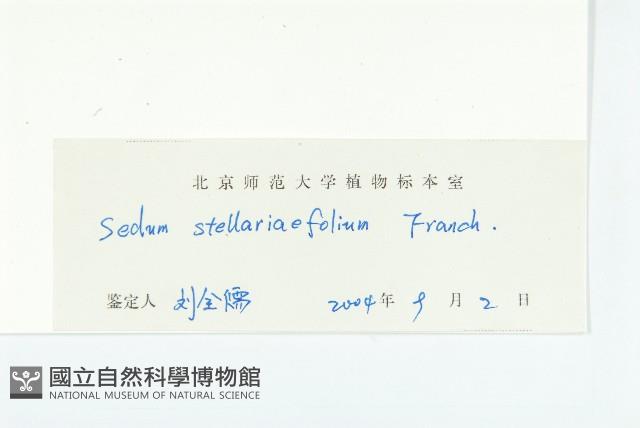 北京师范大学植物标本室
Sedum stellariaefolium Franch.
鉴定人 刘全儒 2004年 9月 2日
國立自然科學博物館
NATIONAL MUSEUM OF NATURAL SCIENCE